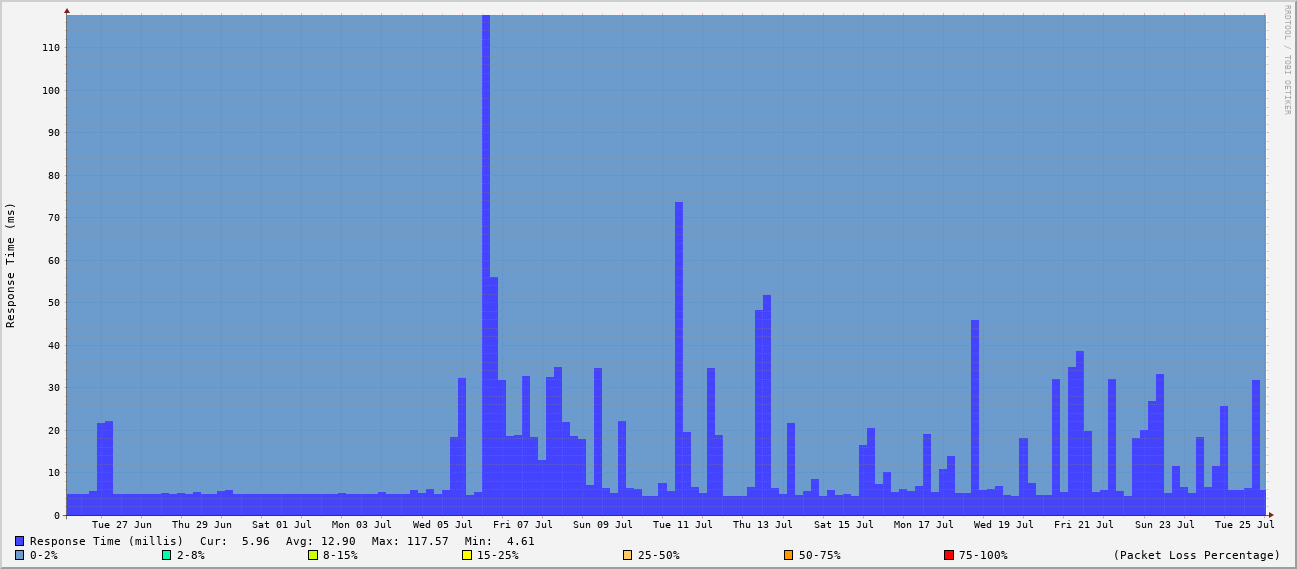 RRDTOOL / TOBI OETIKER
Response Time (ms)
110
100
90
80
70
60
50
40
30
20
10
0
Tue 27 Jun Thu 29 Jun Sat 01 Jul Mon 03 Jul Wed 05 Jul Fri 07 Jul Sun 09 Jul Tue 11 Jul Thu 13 Jul Sat 15 Jul Mon 17 Jul Wed 19 Jul Fri 21 Jul Sun 23 Jul Tue 25 Jul
Response Time (millis) Cur: 5.96 Avg: 12.90 Max: 117.57 Min: 4.61
0-2% 2-8% 8-15% 15-25% 25-50% 50-75% 75-100% (Packet Loss Percentage)